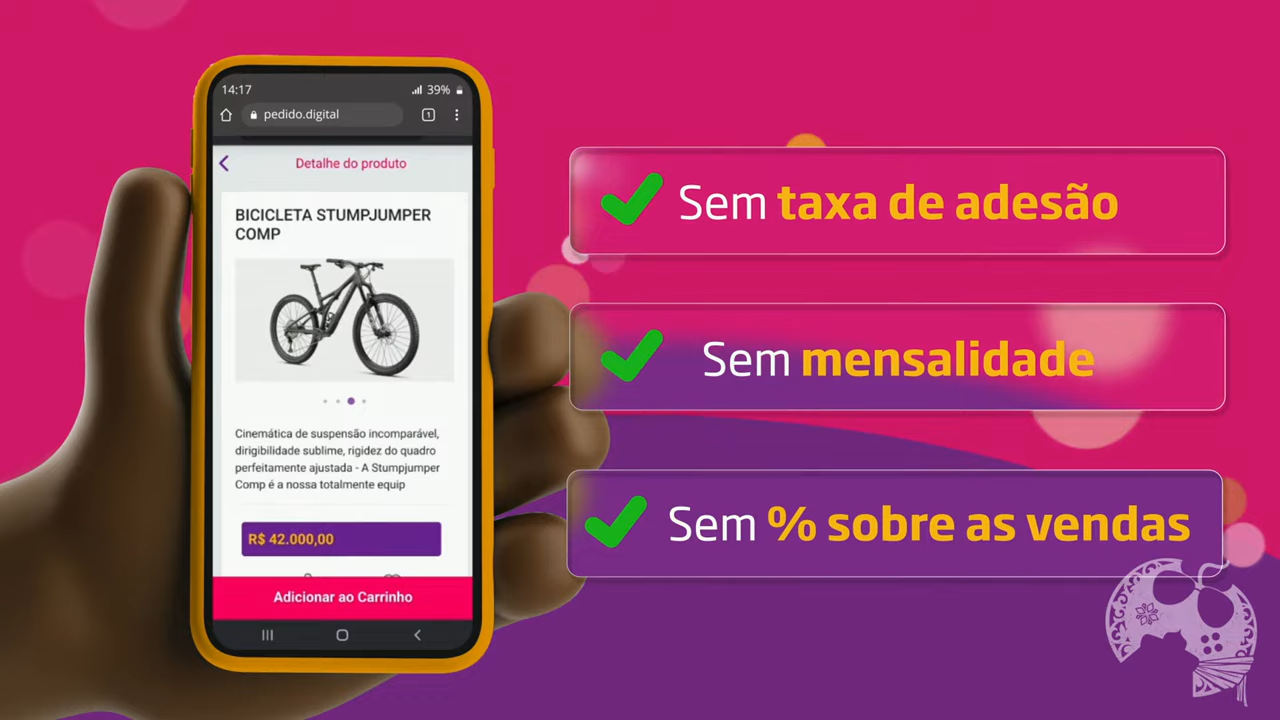 14:17
39%
pedido.digital
1
Detalhe do produto
BICICLETA STUMPJUMPER
COMP
Cinemática de suspensão incomparável,
dirigibilidade sublime, rigidez do quadro
perfeitamente ajustada - A Stumpjumper
Comp é a nossa totalmente equip
R$ 42.000,00
Adicionar ao Carrinho
Sem taxa de adesão
Sem mensalidade
Sem % sobre as vendas